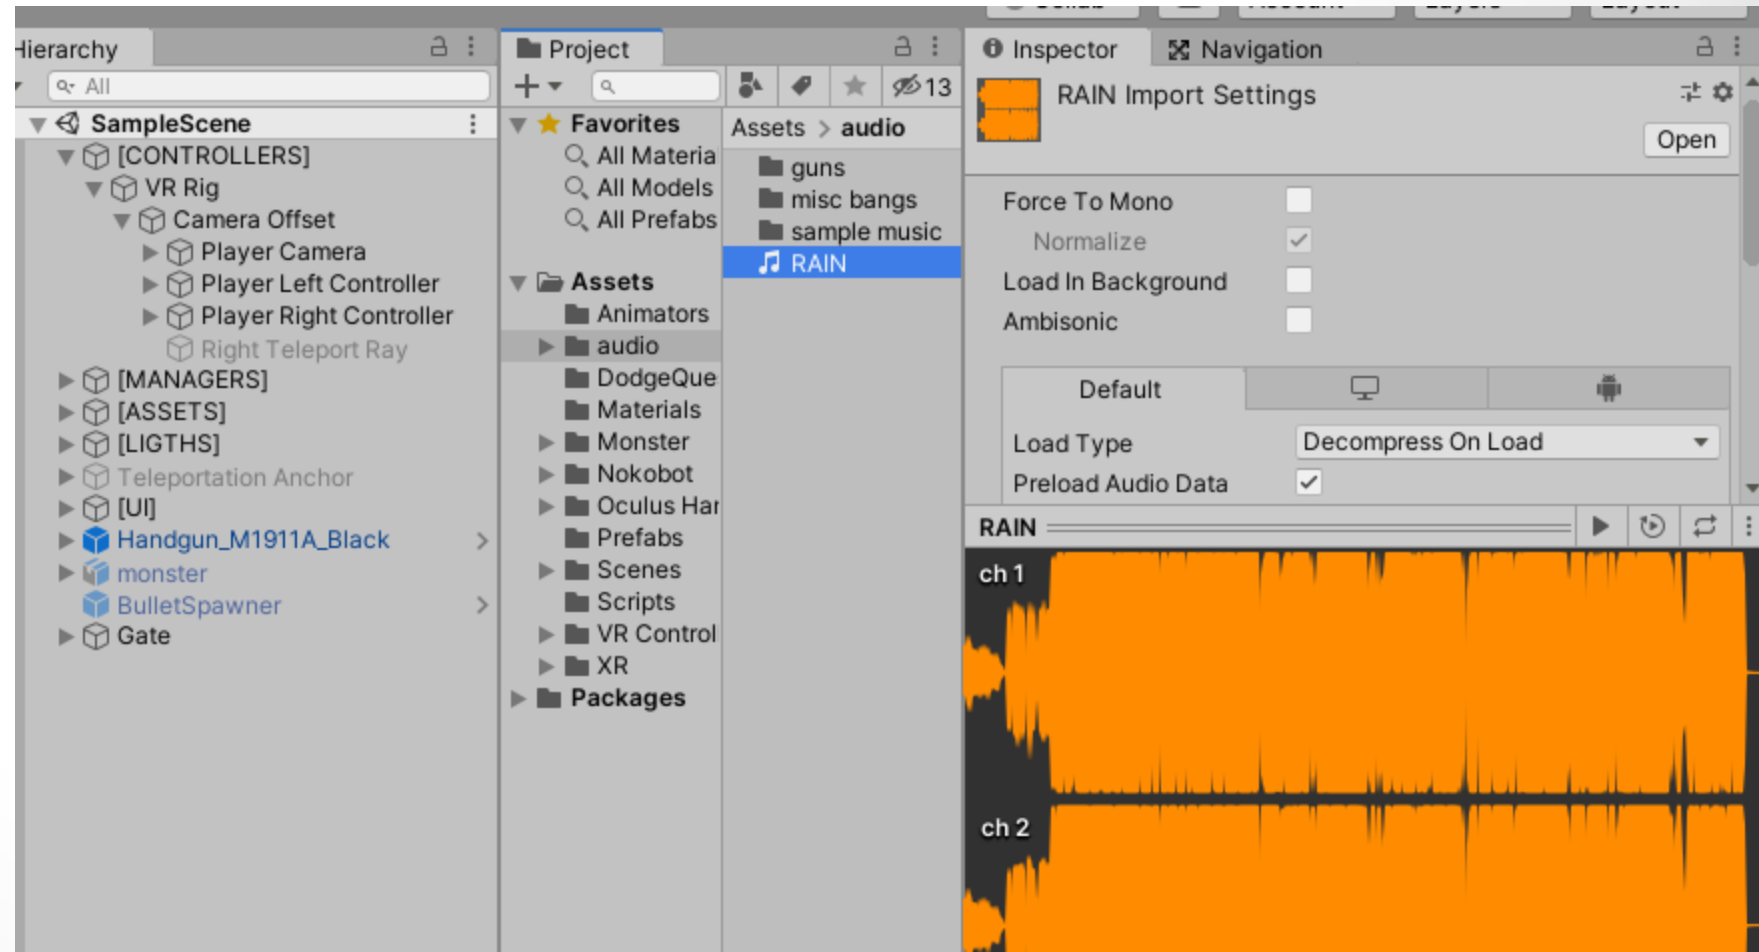 Hierarchy
All
SampleScene
[CONTROLLERS]
VR Rig
Camera Offset
Player Camera
Player Left Controller
Player Right Controller
Right Teleport Ray
[MANAGERS]
[ASSETS]
[LIGTHS]
Teleportation Anchor
[UI]
Handgun_M1911A_Black
monster
BulletSpawner
Gate
Project
13
Favorites
All Materia
All Models
All Prefabs
Assets
Animators
audio
DodgeQue
Materials
Monster
Nokobot
Oculus Har
Prefabs
Scenes
Scripts
VR Control
XR
Packages
Assets > audio
guns
misc bangs
sample music
RAIN
Inspector
Navigation
RAIN Import Settings
Open
Force To Mono
Normalize
Load In Background
Ambisonic
Default
Load Type Decompress On Load
Preload Audio Data
RAIN
ch 1
ch 2